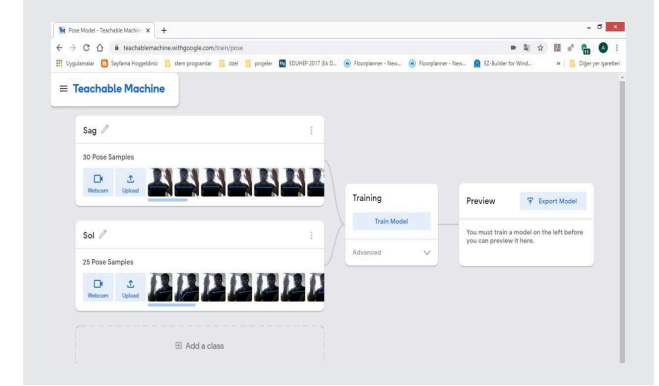 Pose Model - Teachable Machin
teachablemachine.withgoogle.com/train/pose
Uygulamalar Sayfama Hoşgeldiniz stem programlar özel projeler EDUHEP 2017 (Ek D... Floorplanner - New... Floorplanner - New... EZ-Builder for Wind... » Diğer yer işaretleri
Teachable Machine
Sag
30 Pose Samples
Webcam Upload
Training
Train Model
Advanced
Preview
Export Model
You must train a model on the left before
you can preview it here.
Sol
25 Pose Samples
Webcam Upload
Add a class